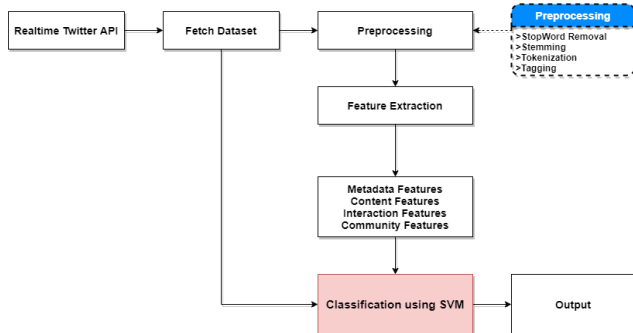 Realtime Twitter API
Fetch Dataset
Preprocessing
Preprocessing
>StopWord Removal
>Stemming
>Tokenization
>Tagging
Feature Extraction
Metadata Features
Content Features
Interaction Features
Community Features
Classification using SVM
Output